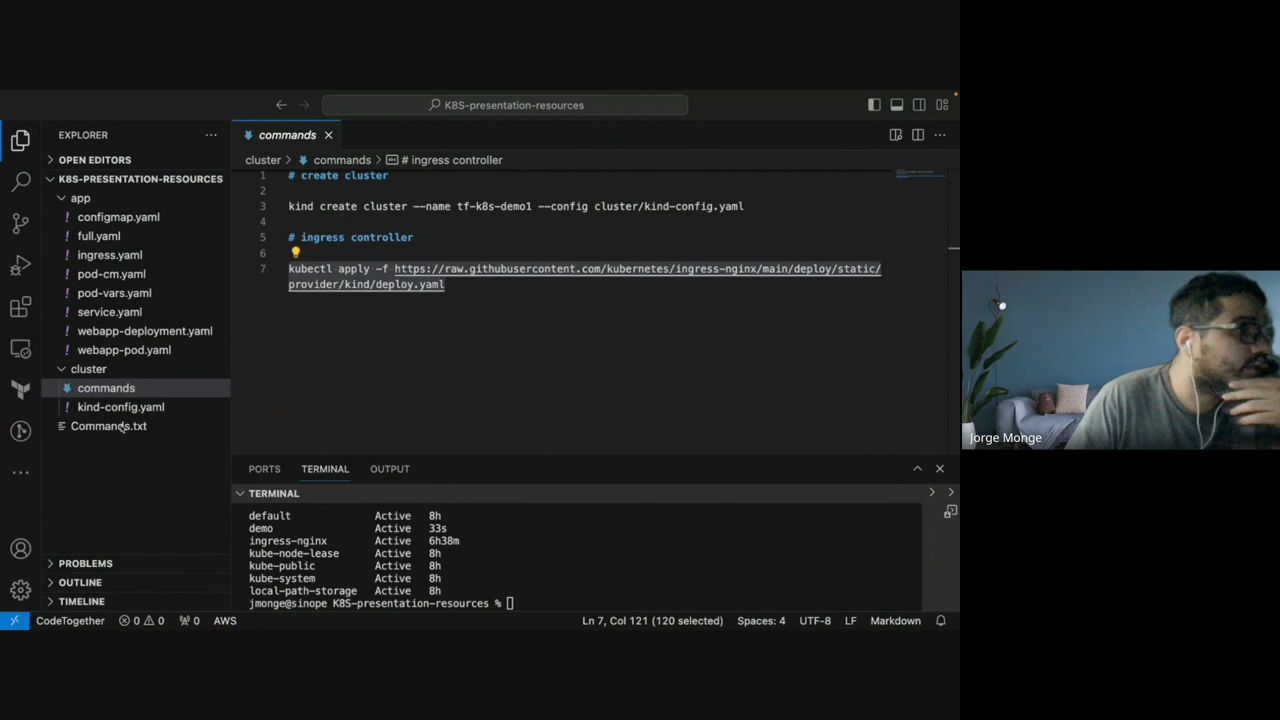 K8S-presentation-resources
EXPLORER
commands
OPEN EDITORS
cluster > commands > # ingress controller
K8S-PRESENTATION-RESOURCES
app
configmap.yaml
full.yaml
ingress.yaml
pod-cm.yaml
pod-vars.yaml
service.yaml
webapp-deployment.yaml
webapp-pod.yaml
cluster
commands
kind-config.yaml
Commands.txt
1 # create cluster
2
3 kind create cluster --name tf-k8s-demo1 --config cluster/kind-config.yaml
4
5 # ingress controller
6
7 kubectl apply -f https://raw.githubusercontent.com/kubernetes/ingress-nginx/main/deploy/static/
provider/kind/deploy.yaml
Jorge Monge
PORTS TERMINAL OUTPUT
TERMINAL
default Active 8h
demo Active 33s
ingress-nginx Active 6h38m
kube-node-lease Active 8h
kube-public Active 8h
kube-system Active 8h
local-path-storage Active 8h
jmonge@sinope K8S-presentation-resources %
PROBLEMS
OUTLINE
TIMELINE
CodeTogether 0 0 0 AWS Ln 7, Col 121 (120 selected) Spaces: 4 UTF-8 LF Markdown